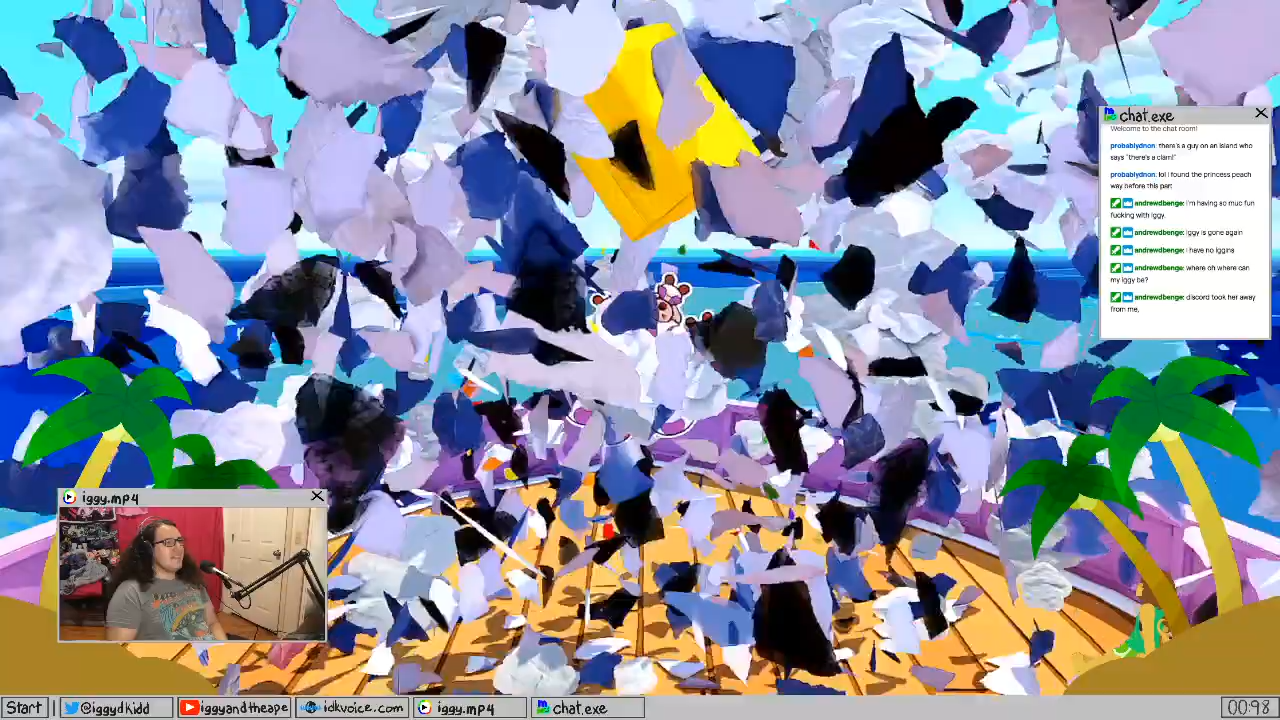 chat.exe
Welcome to the chat room!
probablydnon: there's a guy on an island who
says "there's a clam!"
probablydnon: lol i found the princess peach
way before this part
andrewdbenge: I'm having so muc fun
fucking with Iggy.
andrewdbenge: Iggy is gone again
andrewdbenge: I have no Iggins
andrewdbenge: where oh where can
my Iggy be?
andrewdbenge: discord took her away
from me,
iggy.mp4
Start
@iggydkidd
iggyandtheape
idkvoice.com
iggy.mp4
chat.exe
00:98